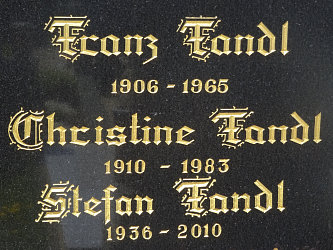 Franz Fandl
1906 - 1965
Christine Fandl
1910 - 1983
Stefan Fandl
1936 - 2010